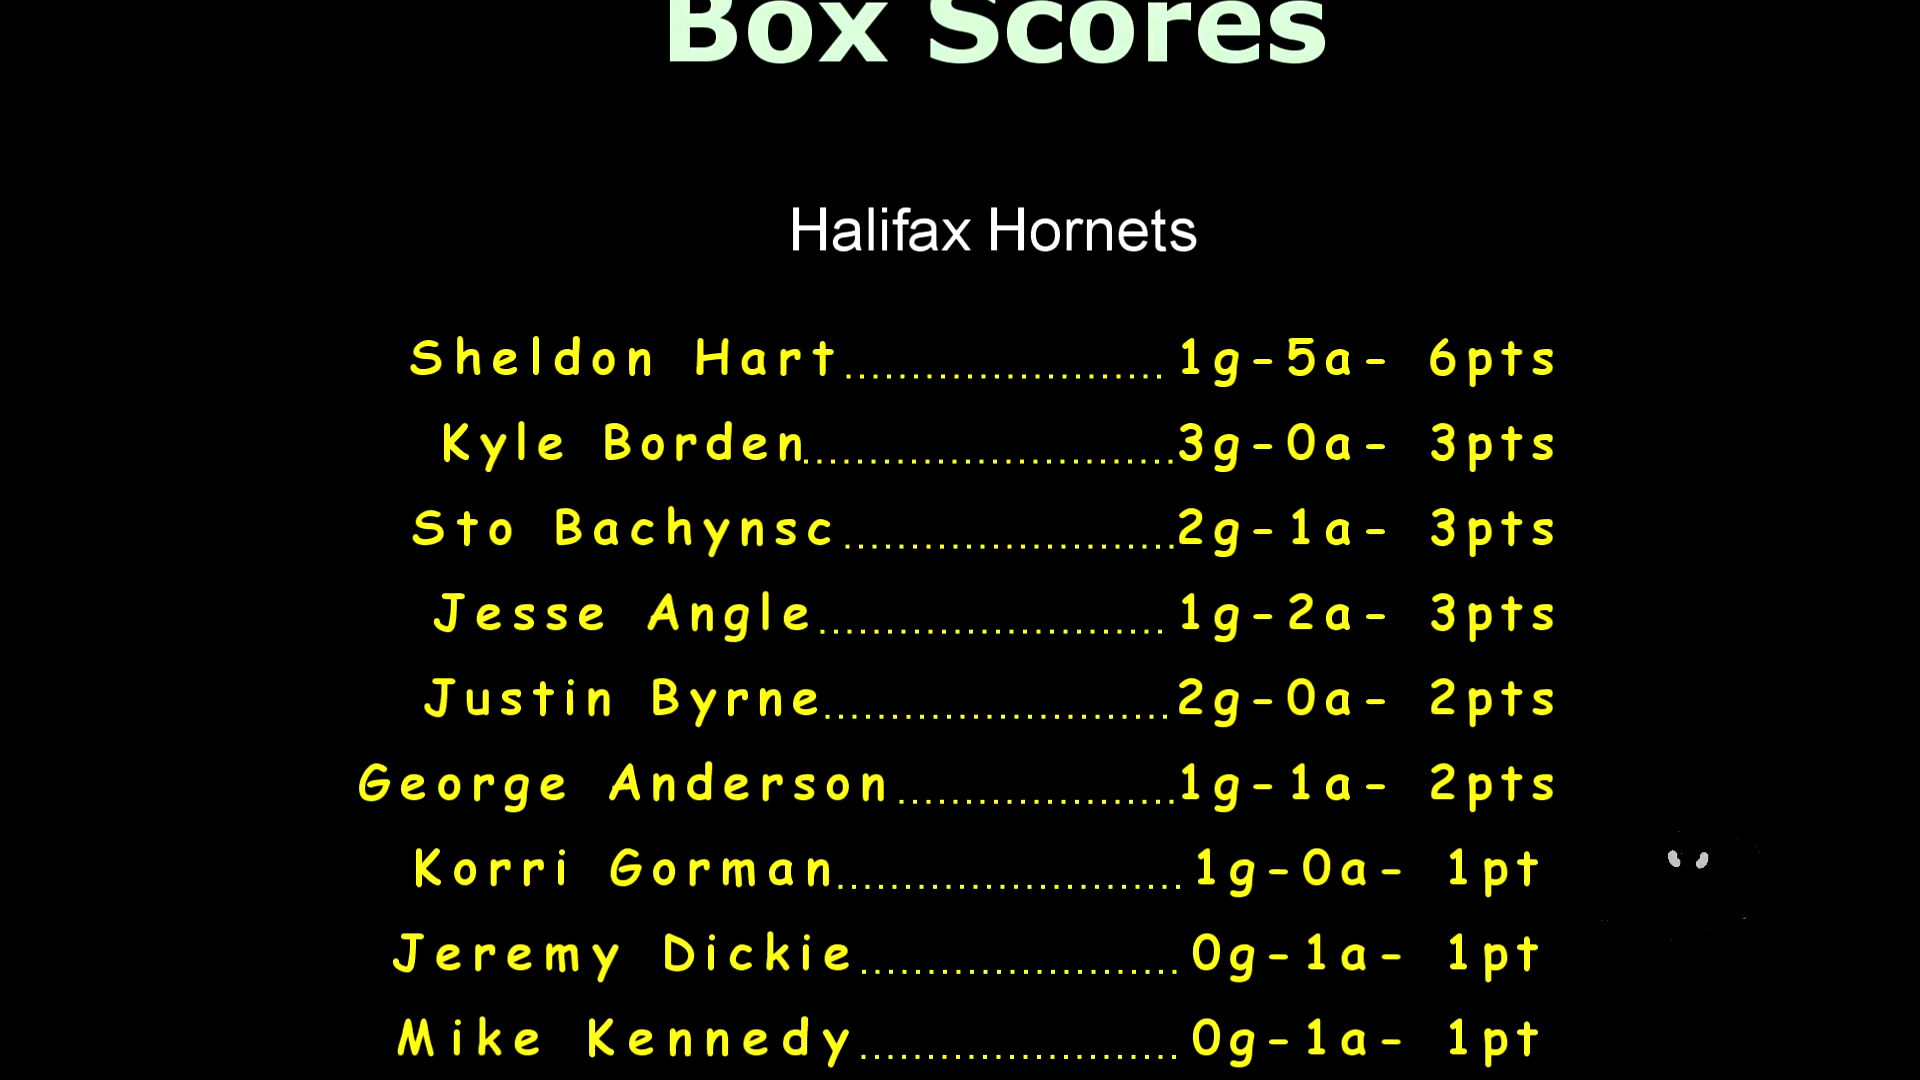 Box Scores
Halifax Hornets
Sheldon Hart........................ 1g-5a- 6pts
Kyle Borden............................3g-0a- 3pts
Sto Bachynsc.........................2g-1a- 3pts
Jesse Angle.......................... 1g-2a- 3pts
Justin Byrne..........................2g-0a- 2pts
George Anderson.....................1g-1a- 2pts
Korri Gorman.......................... 1g-0a- 1pt
Jeremy Dickie........................ 0g-1a- 1pt
Mike Kennedy........................ 0g-1a- 1pt